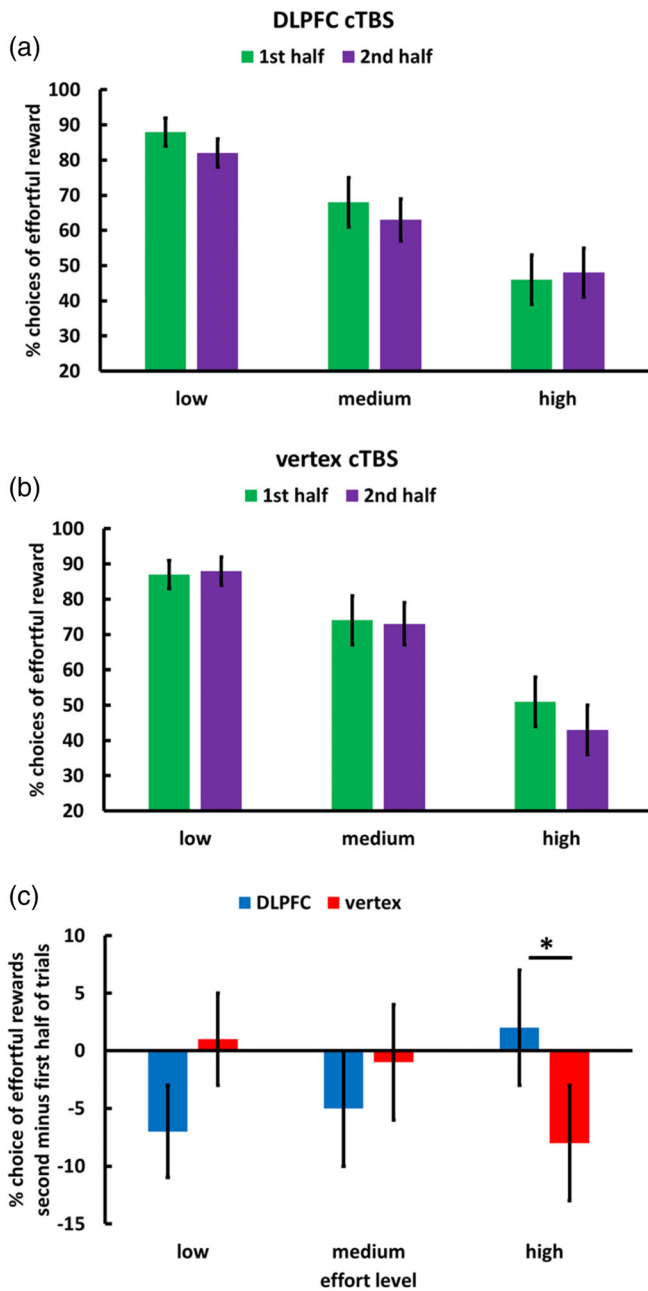 (a)
DLPFC cTBS
1st half 2nd half
% choices of effortful reward
100
90
80
70
60
50
40
30
20
low medium high
(b)
vertex cTBS
1st half 2nd half
% choices of effortful reward
100
90
80
70
60
50
40
30
20
low medium high
(c)
DLPFC vertex
% choice of effortful rewards
second minus first half of trials
10
5
0
-5
-10
-15
*
low medium high
effort level